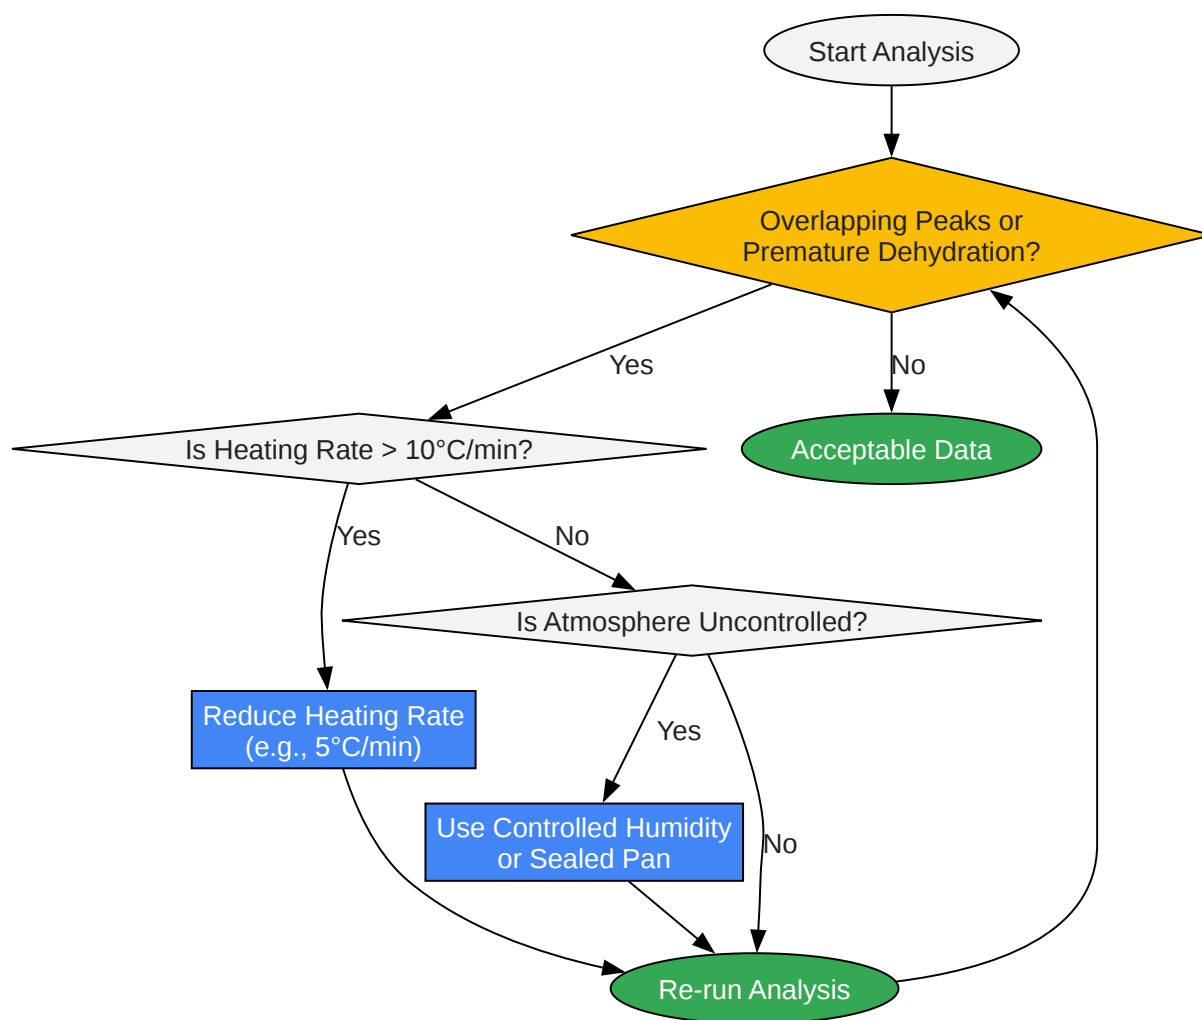 Start Analysis
Overlapping Peaks or
Premature Dehydration?
Yes
No
Is Heating Rate > 10°C/min?
Acceptable Data
Yes
No
Is Atmosphere Uncontrolled?
Reduce Heating Rate
(e.g., 5°C/min)
Yes
Use Controlled Humidity
or Sealed Pan
No
Re-run Analysis